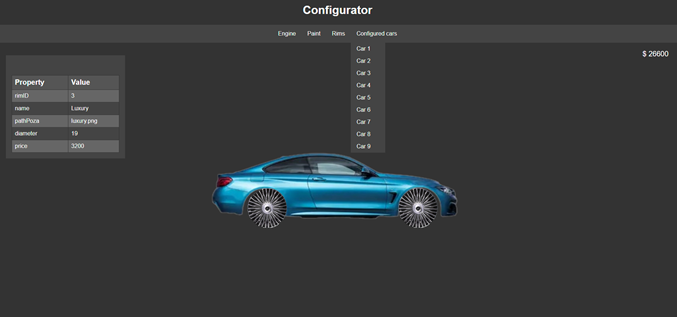 Configurator
Engine Paint Rims Configured cars
Car 1
Car 2
Car 3
Car 4
Car 5
Car 6
Car 7
Car 8
Car 9
$ 26600
Property Value
rimID 3
name Luxury
pathPoza luxury.png
diameter 19
price 3200